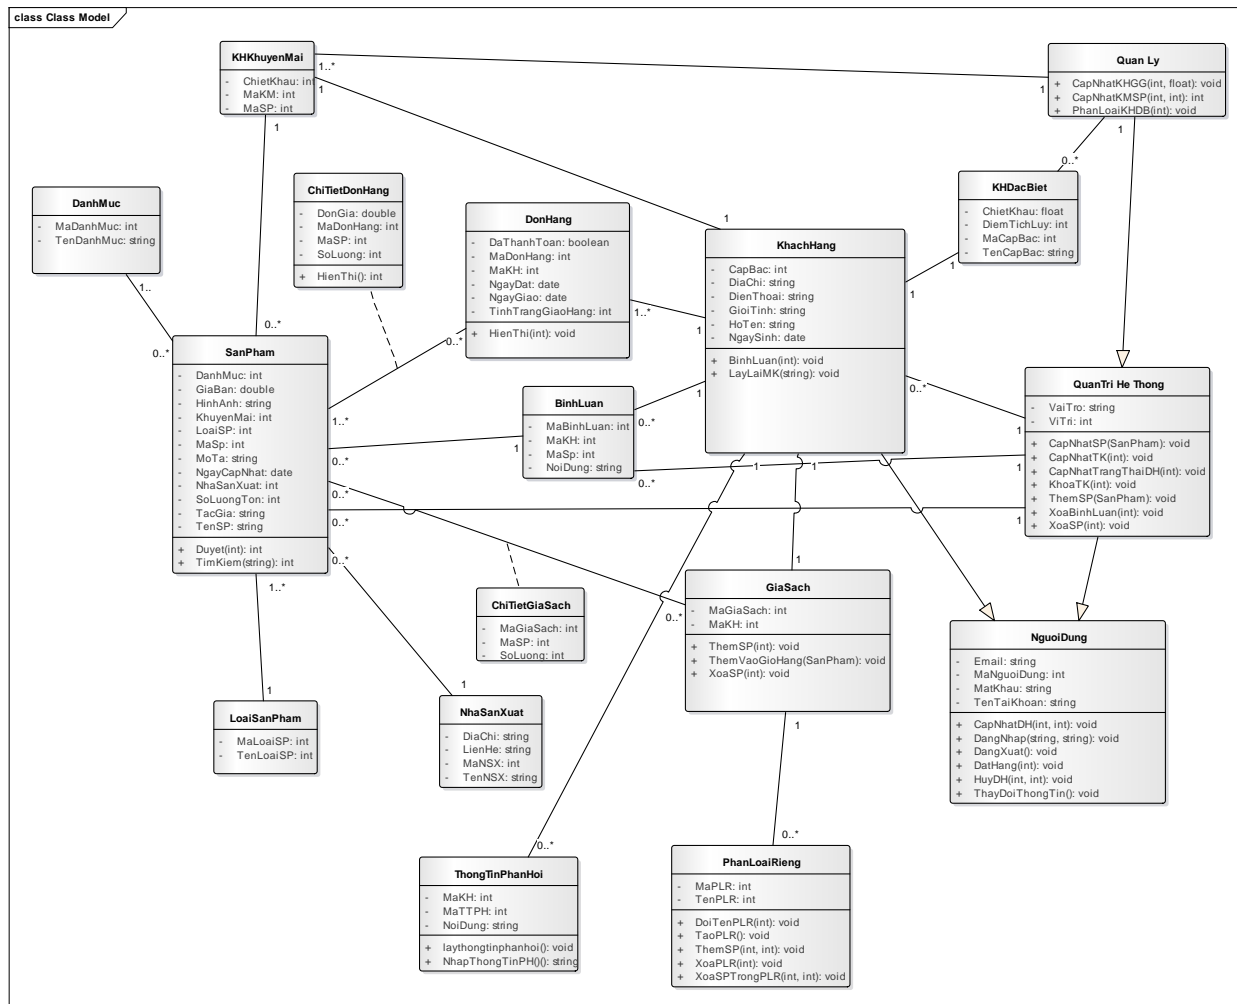 class Class Model
KHKhuyenMai
- ChietKhau: int
- MaKM: int
- MaSP: int
1..*
1
1
Quan Ly
+ CapNhatKHGG(int, float): void
+ CapNhatKMSP(int, int): int
+ PhanLoaiKHDB(int): void
1
1
0..*
DanhMuc
- MaDanhMuc: int
- TenDanhMuc: string
1..
0..*
ChiTietDonHang
- DonGia: double
- MaDonHang: int
- MaSP: int
- SoLuong: int
+ HienThi(): int
DonHang
- DaThanhToan: boolean
- MaDonHang: int
- MaKH: int
- NgayDat: date
- NgayGiao: date
- TinhTrangGiaoHang: int
+ HienThi(int): void
1..*
0..*
KhachHang
- CapBac: int
- DiaChi: string
- DienThoai: string
- GioiTinh: string
- HoTen: string
- NgaySinh: date
+ BinhLuan(int): void
+ LayLaiMK(string): void
1
1
1
1
0..*
1
1
KHDacBiet
- ChietKhau: float
- DiemTichLuy: int
- MaCapBac: int
- TenCapBac: string
1
SanPham
- DanhMuc: int
- GiaBan: double
- HinhAnh: string
- KhuyenMai: int
- LoaiSP: int
- MaSp: int
- MoTa: string
- NgayCapNhat: date
- NhaSanXuat: int
- SoLuongTon: int
- TacGia: string
- TenSP: string
+ Duyet(int): int
+ TimKiem(string): int
0..*
1..*
0..*
0..*
0..*
0..*
1..*
BinhLuan
- MaBinhLuan: int
- MaKH: int
- MaSp: int
- NoiDung: string
0..*
1
0..*
QuanTri He Thong
- VaiTro: string
- ViTri: int
+ CapNhatSP(SanPham): void
+ CapNhatTK(int): void
+ CapNhatTrangThaiDH(int): void
+ KhoaTK(int): void
+ ThemSP(SanPham): void
+ XoaBinhLuan(int): void
+ XoaSP(int): void
1
1
1
ChiTietGiaSach
- MaGiaSach: int
- MaSP: int
- SoLuong: int
GiaSach
- MaGiaSach: int
- MaKH: int
+ ThemSP(int): void
+ ThemVaoGioHang(SanPham): void
+ XoaSP(int): void
1
0..*
1
NguoiDung
- Email: string
- MaNguoiDung: int
- MatKhau: string
- TenTaiKhoan: string
+ CapNhatDH(int, int): void
+ DangNhap(string, string): void
+ DangXuat(): void
+ DatHang(int): void
+ HuyDH(int, int): void
+ ThayDoiThongTin(): void
1
LoaiSanPham
- MaLoaiSP: int
- TenLoaiSP: int
1
NhaSanXuat
- DiaChi: string
- LienHe: string
- MaNSX: int
- TenNSX: string
0..*
ThongTinPhanHoi
- MaKH: int
- MaTTPH: int
- NoiDung: string
+ laythongtinphanhoi(): void
+ NhapThongTinPH()(): string
0..*
PhanLoaiRieng
- MaPLR: int
- TenPLR: int
+ DoiTenPLR(int): void
+ TaoPLR(): void
+ ThemSP(int, int): void
+ XoaPLR(int): void
+ XoaSPTrongPLR(int, int): void